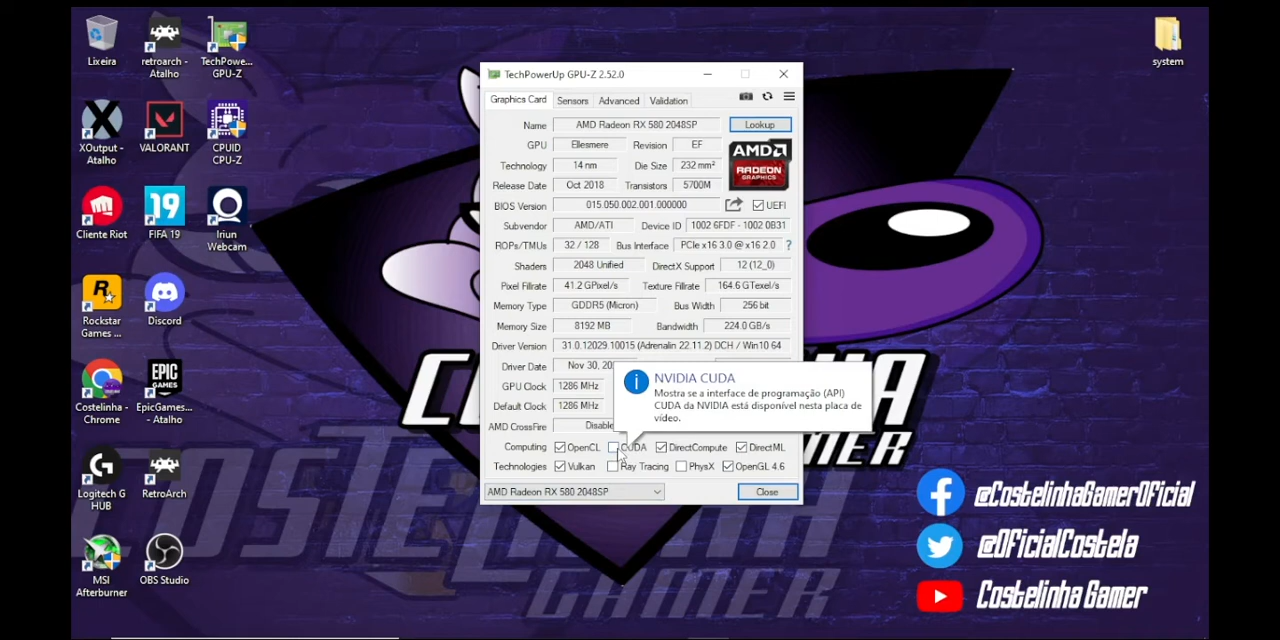 Lixeira
retroarch -
Atalho
TechPowe...
GPU-Z
XOutput -
Atalho
VALORANT
CPUID
CPU-Z
Cliente Riot
19
FIFA 19
Iriun
Webcam
Rockstar
Games ...
Discord
Costelinha -
Chrome
EPIC
GAMES
EpicGames...
- Atalho
Logitech G
HUB
RetroArch
MSI
Afterburner
OBS Studio
system
TechPowerUp GPU-Z 2.52.0
Graphics Card Sensors Advanced Validation
Name AMD Radeon RX 580 2048SP Lookup
GPU Ellesmere Revision EF
Technology 14 nm Die Size 232 mm²
Release Date Oct 2018 Transistors 5700M
AMD
RADEON
GRAPHICS
BIOS Version 015.050.002.001.000000 UEFI
Subvendor AMD/ATI Device ID 1002 6FDF - 1002 0B31
ROPs/TMUs 32 / 128 Bus Interface PCIe x16 3.0 @ x16 2.0 ?
Shaders 2048 Unified DirectX Support 12 (12_0)
Pixel Fillrate 41.2 GPixel/s Texture Fillrate 164.6 GTexel/s
Memory Type GDDR5 (Micron) Bus Width 256 bit
Memory Size 8192 MB Bandwidth 224.0 GB/s
Driver Version 31.0.12029.10015 (Adrenalin 22.11.2) DCH / Win10 64
Driver Date Nov 30, 20
GPU Clock 1286 MHz
Default Clock 1286 MHz
AMD CrossFire Disable
NVIDIA CUDA
Mostra se a interface de programação (API)
CUDA da NVIDIA está disponível nesta placa de
vídeo.
Computing OpenCL CUDA DirectCompute DirectML
Technologies Vulkan Ray Tracing PhysX OpenGL 4.6
AMD Radeon RX 580 2048SP Close
GAMER
@CostelinhaGamerOficial
@OficialCostela
Costelinha Gamer